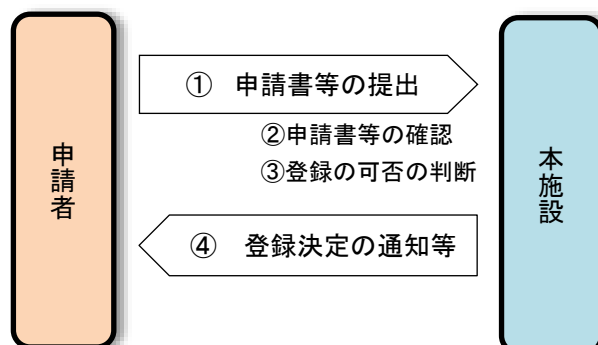 申請者
① 申請書等の提出
②申請書等の確認
③登録の可否の判断
④ 登録決定の通知等
本施設